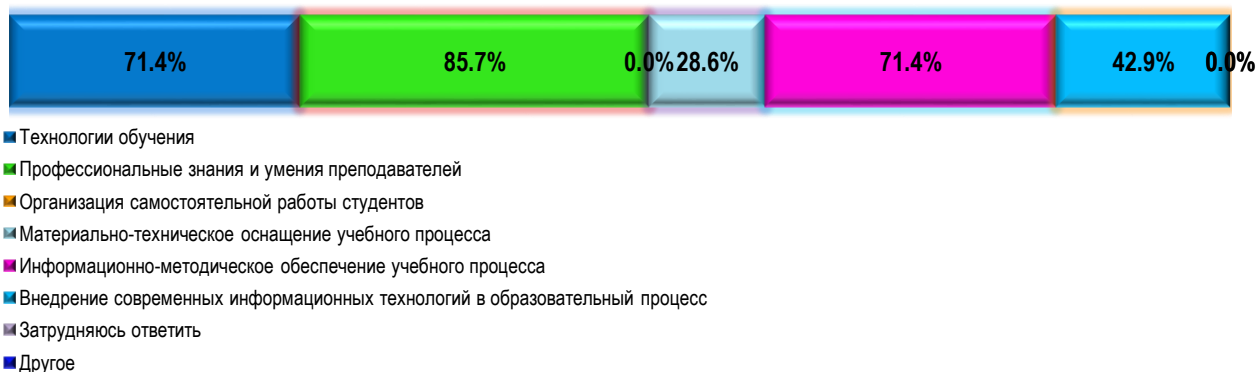 71.4% 85.7% 0.0% 28.6% 71.4% 42.9% 0.0%
Технологии обучения
Профессиональные знания и умения преподавателей
Организация самостоятельной работы студентов
Материально-техническое оснащение учебного процесса
Информационно-методическое обеспечение учебного процесса
Внедрение современных информационных технологий в образовательный процесс
Затрудняюсь ответить
Другое